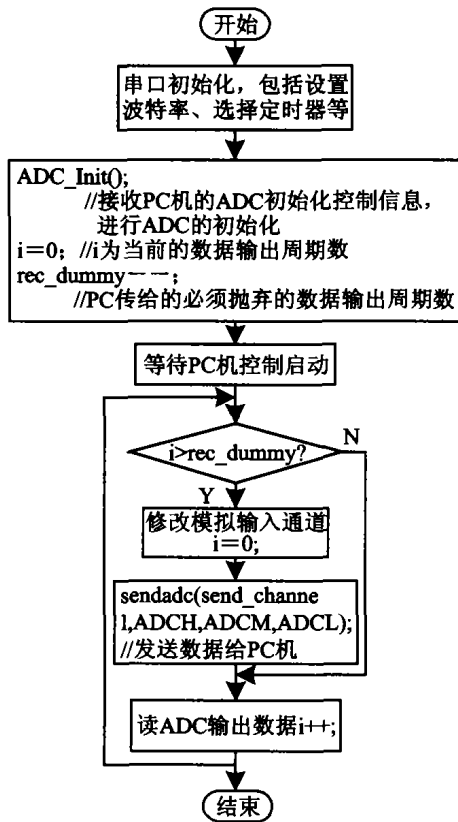 开始
串口初始化，包括设置
波特率、选择定时器等
ADC_Init();
//接收PC机的ADC初始化控制信息，
进行ADC的初始化
i＝0；//i为当前的数据输出周期数
rec_dummy－－；
//PC传给的必须抛弃的数据输出周期数
等待PC机控制启动
i>rec_dummy?
N
Y
修改模拟输入通道
i＝0;
sendadc(send_channe
l,ADCH,ADCM,ADCL);
//发送数据给PC机
读ADC输出数据i++;
结束